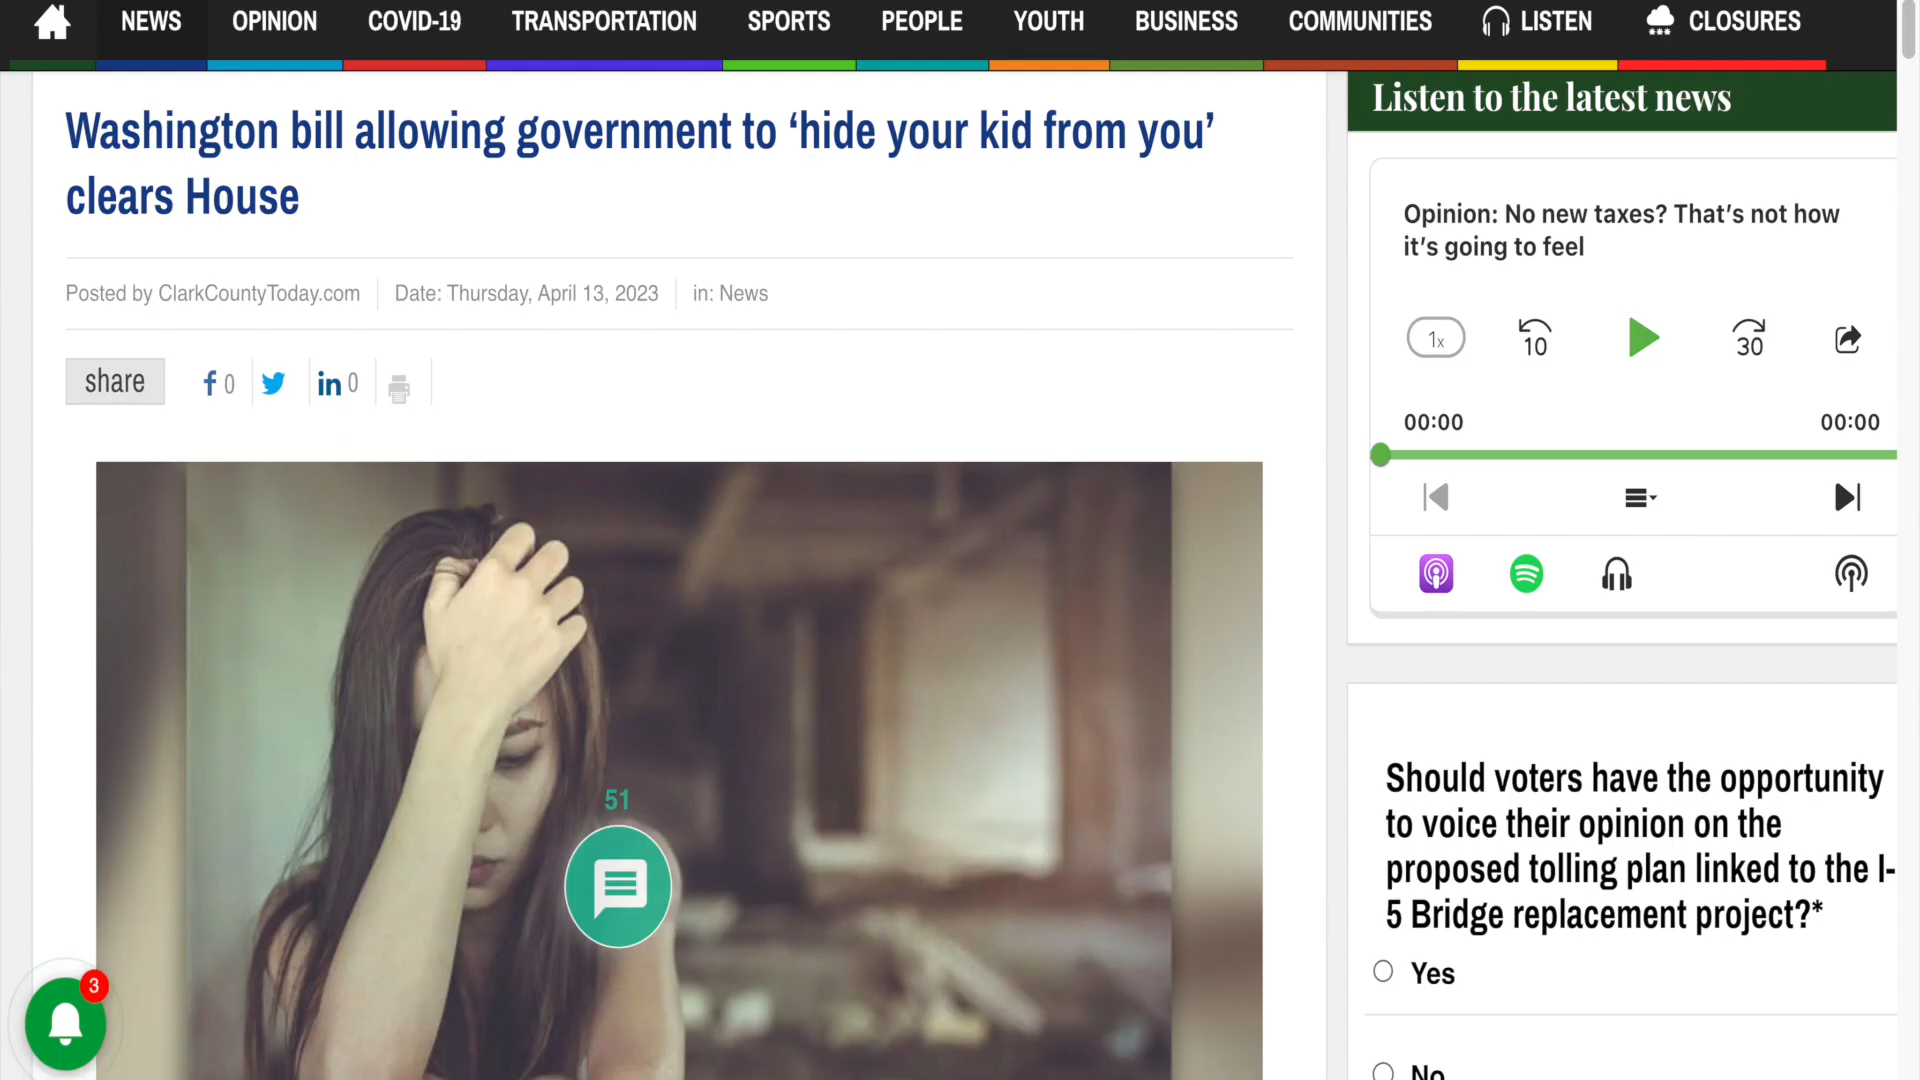 NEWS OPINION COVID-19 TRANSPORTATION SPORTS PEOPLE YOUTH BUSINESS COMMUNITIES LISTEN CLOSURES
Washington bill allowing government to ‘hide your kid from you’
clears House
Posted by ClarkCountyToday.com
Date: Thursday, April 13, 2023
in: News
share
0
in 0
51
3
Listen to the latest news
Opinion: No new taxes? That’s not how
it’s going to feel
1x
10
30
00:00
00:00
Should voters have the opportunity
to voice their opinion on the
proposed tolling plan linked to the I-
5 Bridge replacement project?*
Yes
No